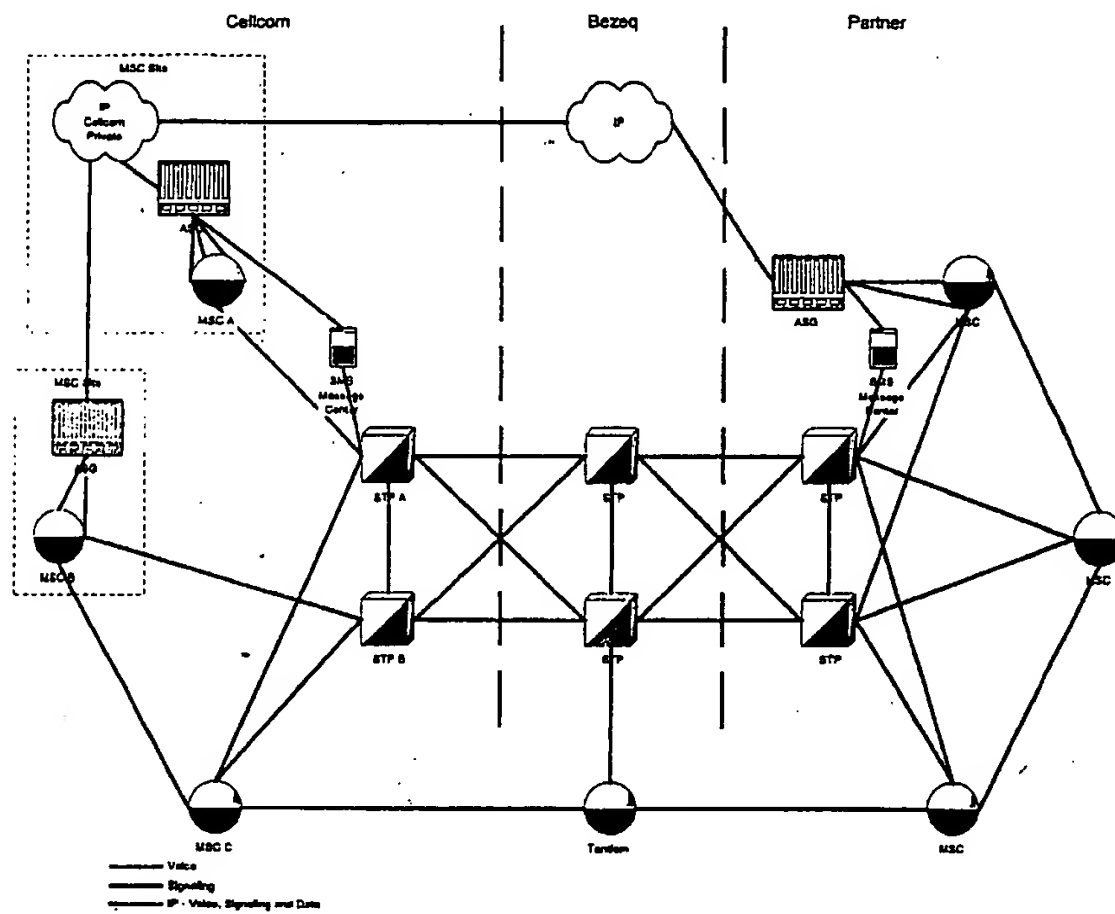 Cellcom
Bezeq
Partner
MSC Site
IP
Cellcom
Private
IP
ASG
MSC A
ASG
MSC
SMS
Message
Center
SMS
Message
Center
MSC Site
ASG
STP A
STP
STP
MSC B
MSC
STP B
STP
STP
MSC C
Tandem
MSC
Voice
Signaling
IP - Voice, Signaling and Data